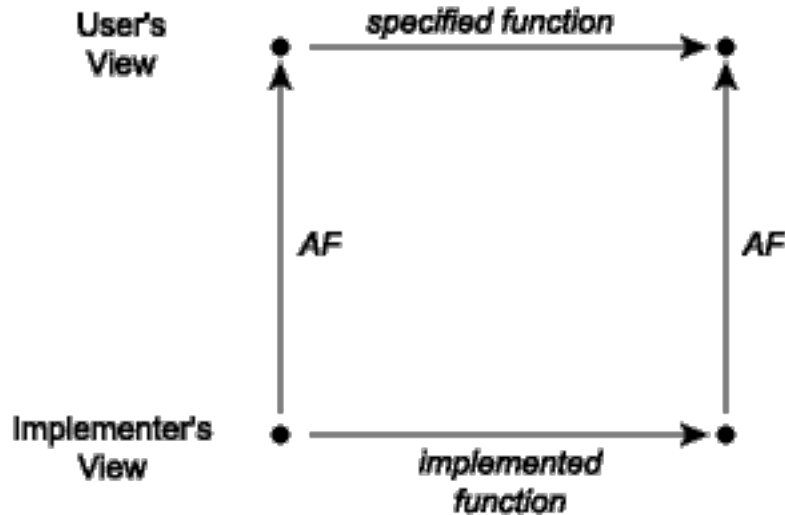 User's
View
specified function
AF
AF
Implementer's
View
implemented
function